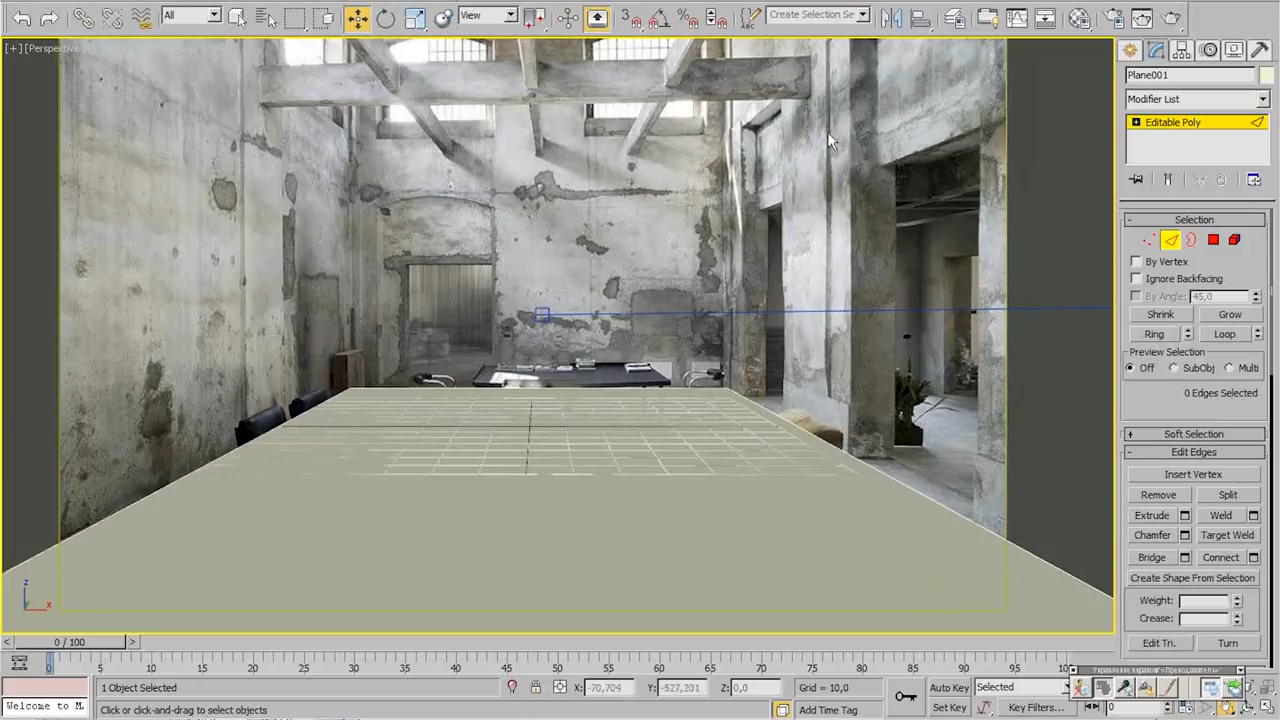 All
View
Create Selection Se
[+][Perspective
Plane001
Modifier List
Editable Poly
Selection
By Vertex
Ignore Backfacing
By Angle: 45,0
Shrink Grow
Ring Loop
Preview Selection
Off SubObj Multi
0 Edges Selected
Soft Selection
Edit Edges
Insert Vertex
Remove Split
Extrude Weld
Chamfer Target Weld
Bridge Connect
Create Shape From Selection
Weight:
Crease:
Edit Tri. Turn
z
x
< 0 / 100 >
0 5 10 15 20 25 30 35 40 45 50 55 60 65 70 75 80 85 90 95 100
1 Object Selected X: -70,704 Y: -527,201 Z: 0,0 Grid = 10,0 Auto Key Selected
Welcome to M. Click or click-and-drag to select objects Add Time Tag Set Key Key Filters... 0